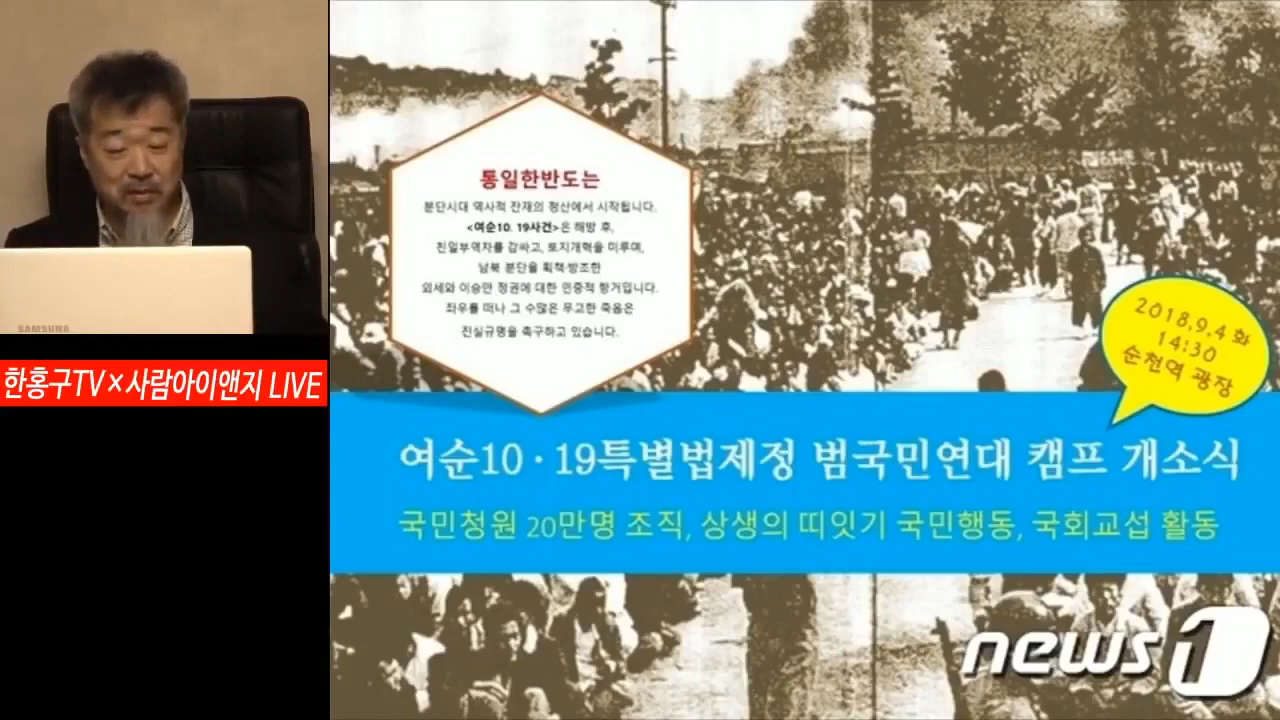 SAMSUNG
한홍구TV×사람아이앤지 LIVE
통일한반도는
분단시대 역사적 잔재의 청산에서 시작됩니다.
<여순10. 19사건>은 해방 후,
친일부역자를 감싸고, 토지개혁을 미루며,
남북 분단을 획책·방조한
외세와 이승만 정권에 대한 민중적 항거입니다.
좌우를 떠나 그 수많은 무고한 죽음은
진실규명을 촉구하고 있습니다.
2018.9.4 화
14:30
순천역 광장
여순10·19특별법제정 범국민연대 캠프 개소식
국민청원 20만명 조직, 상생의 띠잇기 국민행동, 국회교섭 활동
news1